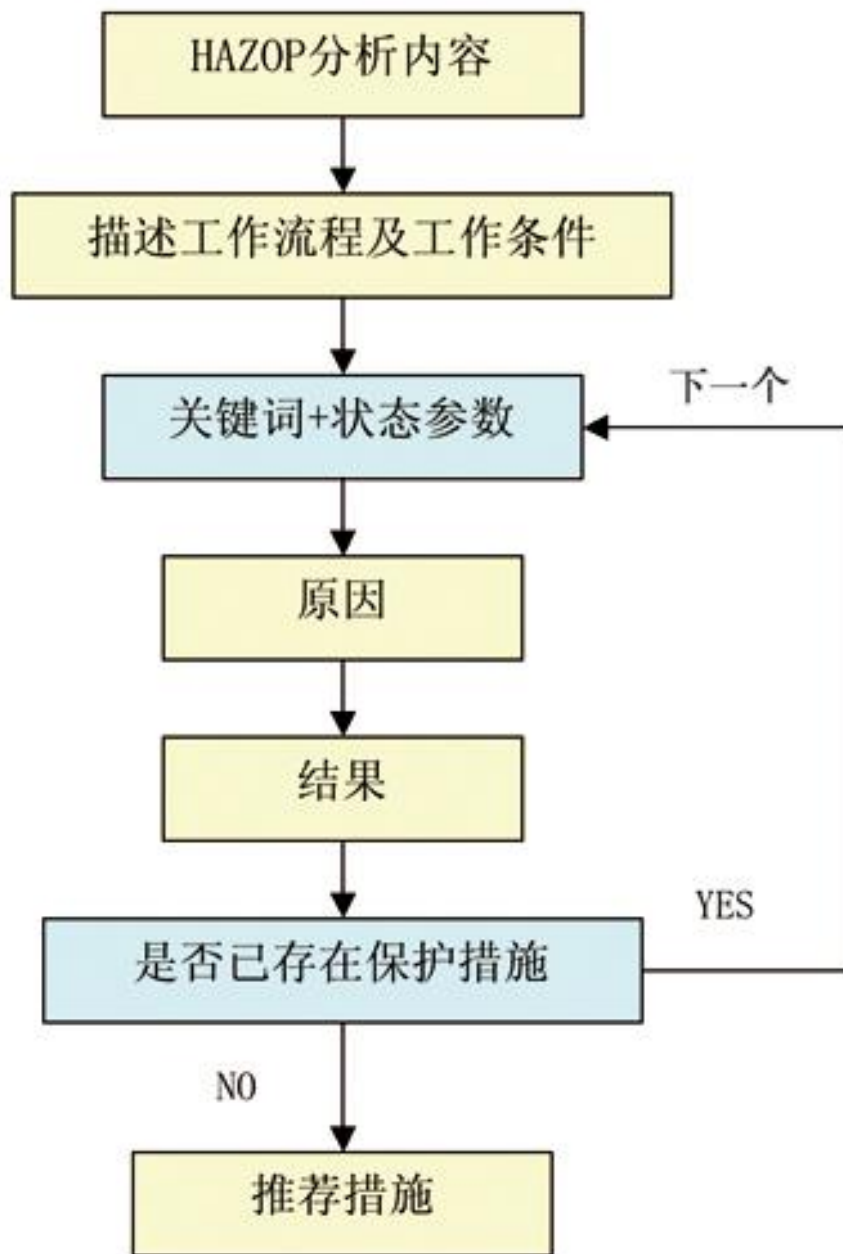 HAZOP分析内容
描述工作流程及工作条件
关键词+状态参数
下一个
原因
结果
是否已存在保护措施
YES
NO
推荐措施